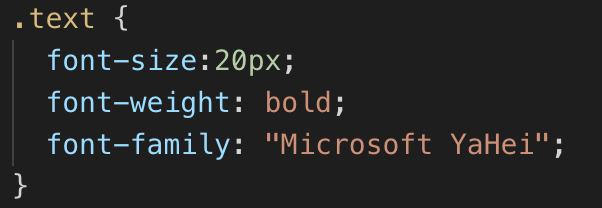 .text {
  font-size:20px;
  font-weight: bold;
  font-family: "Microsoft YaHei";
}